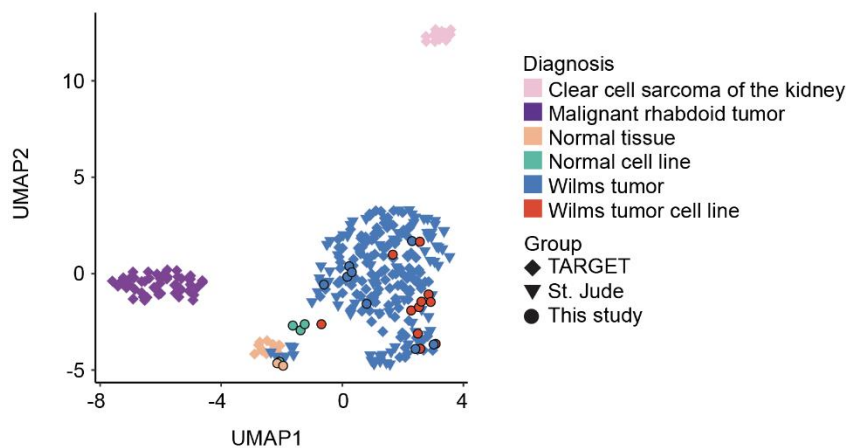 10
5
0
-5
UMAP2
-8
-4
0
4
UMAP1
Diagnosis
Clear cell sarcoma of the kidney
Malignant rhabdoid tumor
Normal tissue
Normal cell line
Wilms tumor
Wilms tumor cell line
Group
TARGET
St. Jude
This study